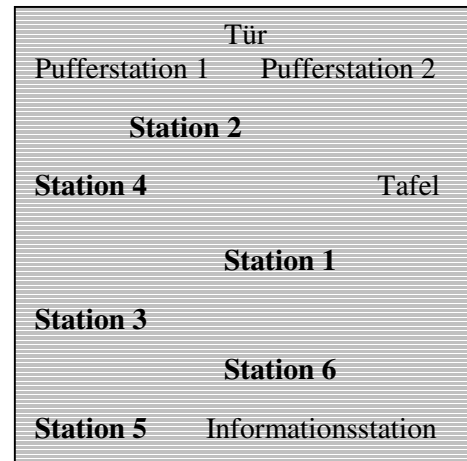 Tür
Pufferstation 1 Pufferstation 2
Station 2
Station 4 Tafel
Station 1
Station 3
Station 6
Station 5 Informationsstation